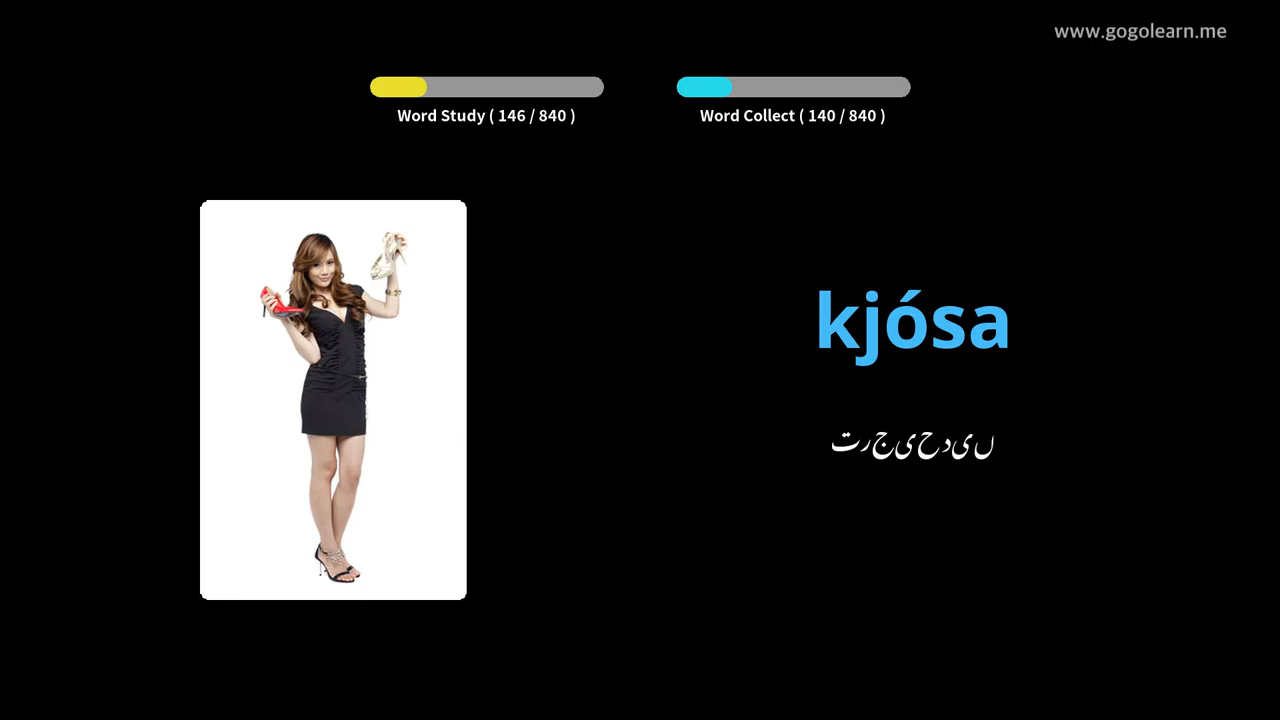 www.gogolearn.me
Word Study ( 146 / 840 )
Word Collect ( 140 / 840 )
kjósa
ترجیح دیں